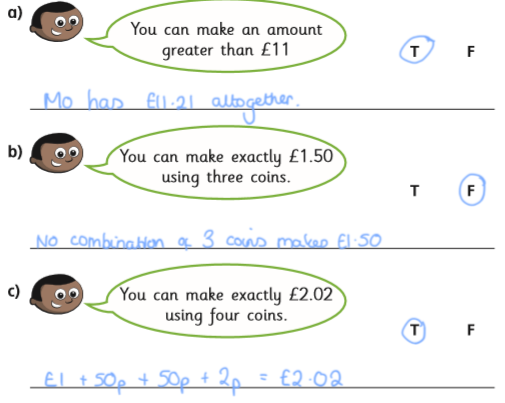 a) You can make an amount
greater than £11
T F
Mo has £11.21 altogether.
b) You can make exactly £1.50
using three coins.
T F
No combination of 3 coins makes £1.50
c) You can make exactly £2.02
using four coins.
T F
£1 + 50p + 50p + 2p = £2.02